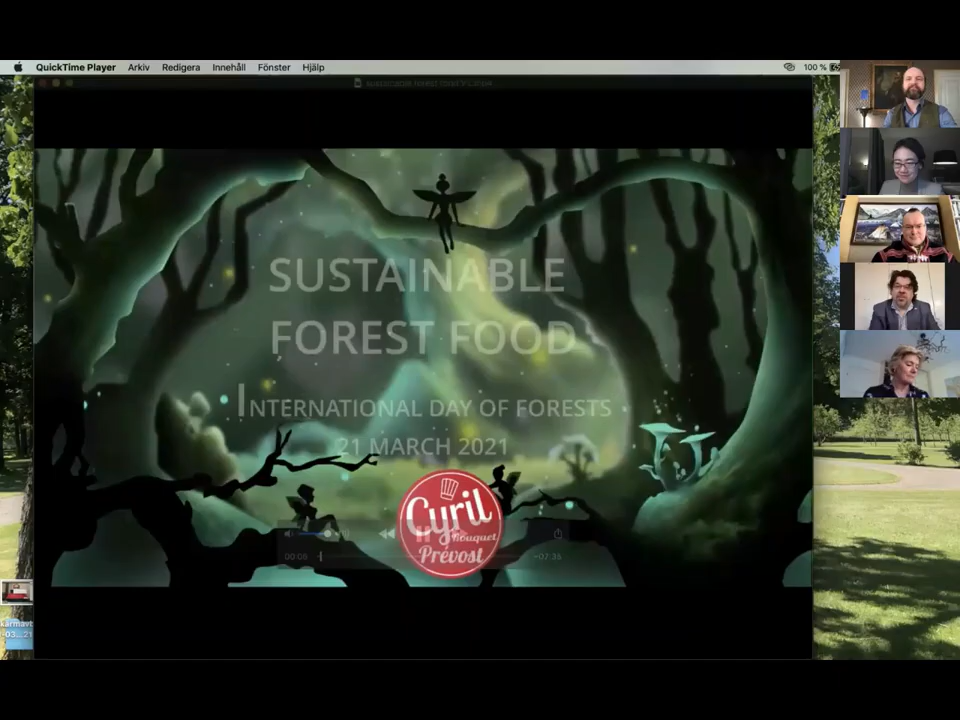 QuickTime Player Arkiv Redigera Innehåll Fönster Hjälp 100 %
SUSTAINABLE
FOREST FOOD
INTERNATIONAL DAY OF FORESTS
21 MARCH 2021
Cyril
Bouquet
Prévost
00:05
-07:35